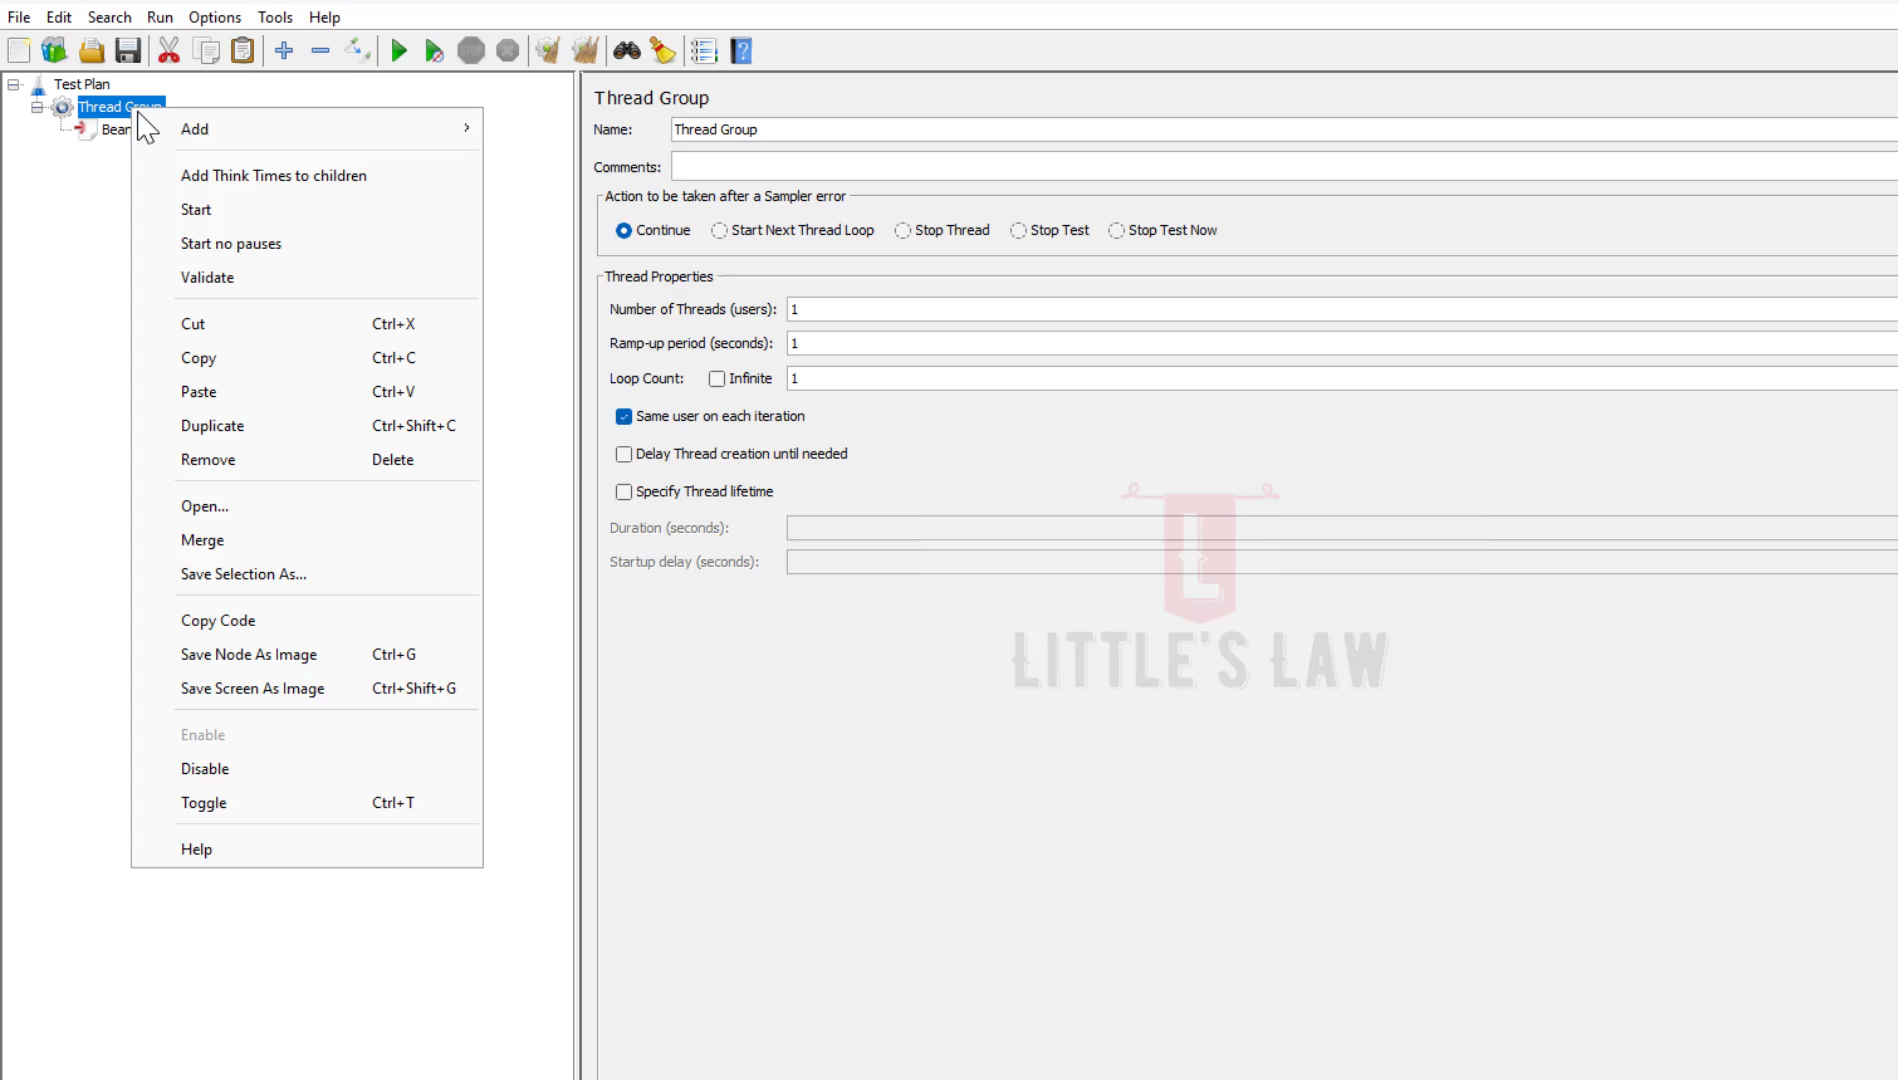 File Edit Search Run Options Tools Help
STOP
Test Plan
Thread Group
Bean
Add
Add Think Times to children
Start
Start no pauses
Validate
Cut Ctrl+X
Copy Ctrl+C
Paste Ctrl+V
Duplicate Ctrl+Shift+C
Remove Delete
Open...
Merge
Save Selection As...
Copy Code
Save Node As Image Ctrl+G
Save Screen As Image Ctrl+Shift+G
Enable
Disable
Toggle Ctrl+T
Help
Thread Group
Name: Thread Group
Comments:
Action to be taken after a Sampler error
Continue Start Next Thread Loop Stop Thread Stop Test Stop Test Now
Thread Properties
Number of Threads (users): 1
Ramp-up period (seconds): 1
Loop Count: Infinite 1
Same user on each iteration
Delay Thread creation until needed
Specify Thread lifetime
Duration (seconds):
Startup delay (seconds):
L
LITTLE'S LAW